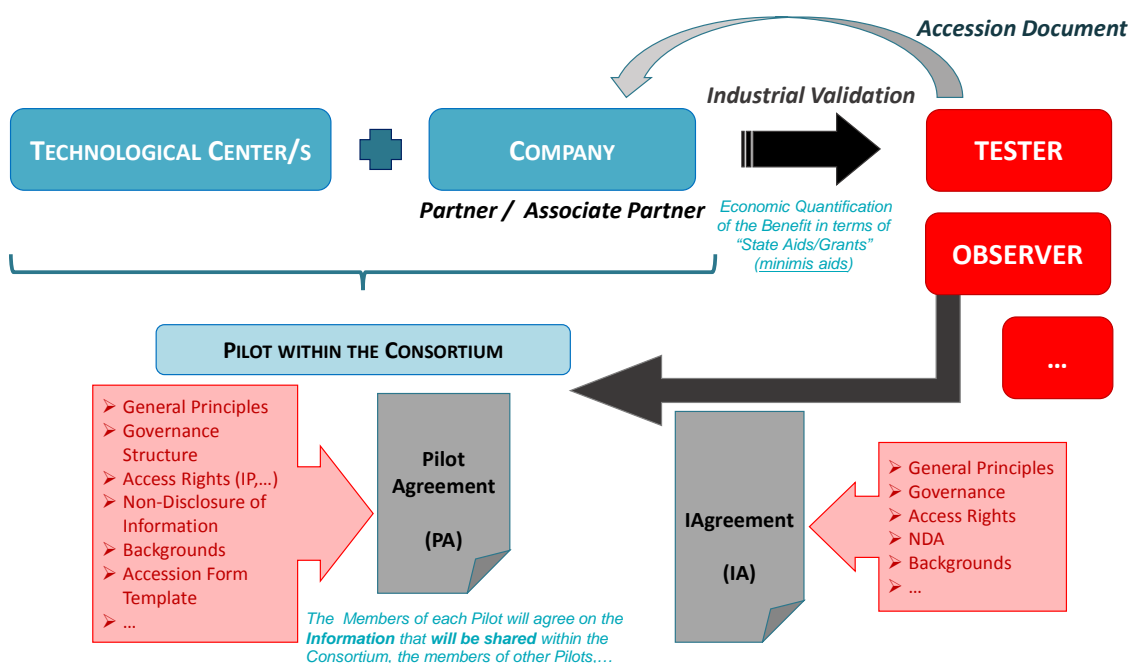 Accession Document
Industrial Validation
TECHNOLOGICAL CENTER/S
COMPANY
TESTER
Partner / Associate Partner
Economic Quantification
of the Benefit in terms of
“State Aids/Grants”
(minimis aids)
OBSERVER
...
PILOT WITHIN THE CONSORTIUM
➢ General Principles
➢ Governance
Structure
➢ Access Rights (IP,...)
➢ Non-Disclosure of
Information
➢ Backgrounds
➢ Accession Form
Template
➢ ...
Pilot
Agreement
(PA)
IAgreement
(IA)
➢ General Principles
➢ Governance
➢ Access Rights
➢ NDA
➢ Backgrounds
➢ ...
The Members of each Pilot will agree on the
Information that will be shared within the
Consortium, the members of other Pilots,...